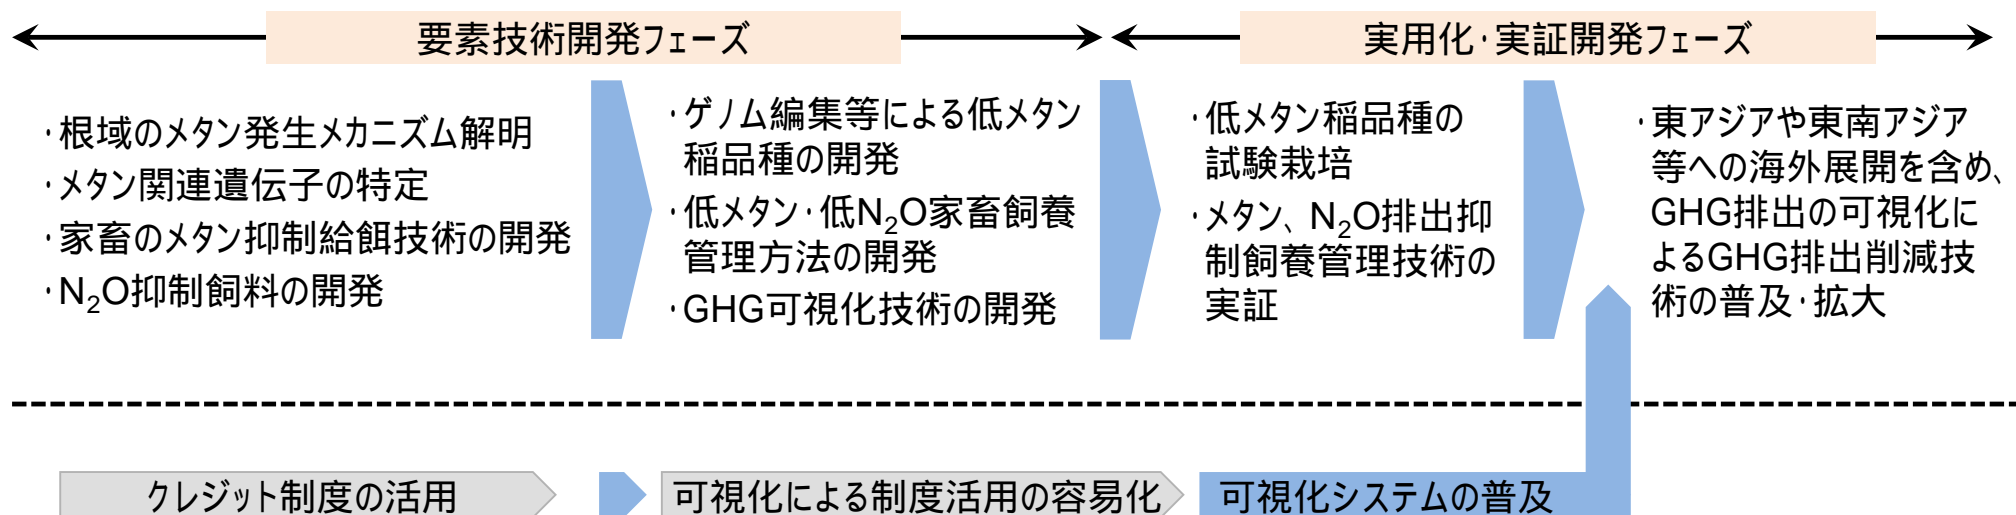 要素技術開発フェーズ
実用化・実証開発フェーズ
・根域のメタン発生メカニズム解明
・メタン関連遺伝子の特定
・家畜のメタン抑制給餌技術の開発
・N₂O抑制飼料の開発
・ゲノム編集等による低メタン
稲品種の開発
・低メタン・低N₂O家畜飼養
管理方法の開発
・GHG可視化技術の開発
・低メタン稲品種の
試験栽培
・メタン、N₂O排出抑
制飼養管理技術の
実証
・東アジアや東南アジア
等への海外展開を含め、
GHG排出の可視化に
よるGHG排出削減技
術の普及・拡大
クレジット制度の活用
可視化による制度活用の容易化
可視化システムの普及